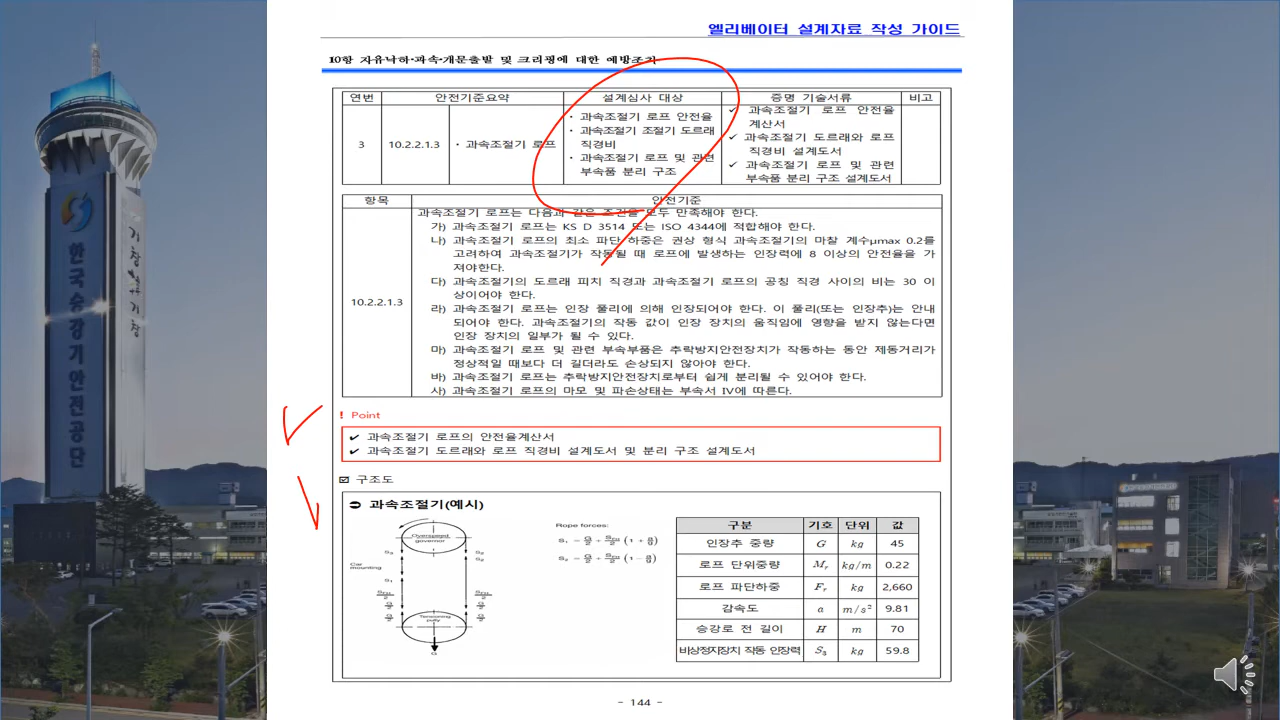 엘리베이터 설계자료 작성 가이드
10항 자유낙하·과속·개문출발 및 크리핑에 대한 예방조치
연번 안전기준요약 설계심사 대상 증명 기술서류 비고
3 10.2.2.1.3 · 과속조절기 로프
· 과속조절기 로프 안전율
· 과속조절기 조절기 도르래
직경비
· 과속조절기 로프 및 관련
부속품 분리 구조
✓ 과속조절기 로프 안전율
계산서
✓ 과속조절기 도르래와 로프
직경비 설계도서
✓ 과속조절기 로프 및 관련
부속품 분리 구조 설계도서
항목 안전기준
10.2.2.1.3
과속조절기 로프는 다음과 같은 조건을 모두 만족해야 한다.
가) 과속조절기 로프는 KS D 3514 또는 ISO 4344에 적합해야 한다.
나) 과속조절기 로프의 최소 파단 하중은 권상 형식 과속조절기의 마찰 계수μmax 0.2를
고려하여 과속조절기가 작동될 때 로프에 발생하는 인장력에 8 이상의 안전율을 가
져야한다.
다) 과속조절기의 도르래 피치 직경과 과속조절기 로프의 공칭 직경 사이의 비는 30 이
상이어야 한다.
라) 과속조절기 로프는 인장 풀리에 의해 인장되어야 한다. 이 풀리(또는 인장추)는 안내
되어야 한다. 과속조절기의 작동 값이 인장 장치의 움직임에 영향을 받지 않는다면
인장 장치의 일부가 될 수 있다.
마) 과속조절기 로프 및 관련 부속부품은 추락방지안전장치가 작동하는 동안 제동거리가
정상적일 때보다 더 길더라도 손상되지 않아야 한다.
바) 과속조절기 로프는 추락방지안전장치로부터 쉽게 분리될 수 있어야 한다.
사) 과속조절기 로프의 마모 및 파손상태는 부속서 IV에 따른다.
! Point
✔ 과속조절기 로프의 안전율계산서
✔ 과속조절기 도르래와 로프 직경비 설계도서 및 분리 구조 설계도서
☑ 구조도
➲ 과속조절기(예시)
Overspeed
governor
Car
mounting
Tensioning
Rope forces:
구분 기호 단위 값
인장추 중량 G kg 45
로프 단위중량 Mr kg/m 0.22
로프 파단하중 Fr kg 2,660
감속도 a m/s² 9.81
승강로 전 길이 H m 70
비상정지장치 작동 인장력 S3 kg 59.8
- 144 -
한국승강기안전공단